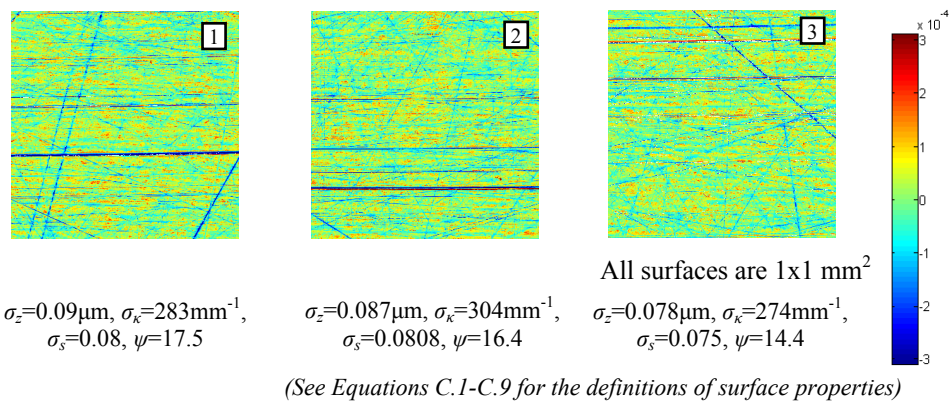 1
2
3
x 10⁻⁴
3
2
1
0
-1
-2
-3
All surfaces are 1x1 mm²
σz=0.09μm, σκ=283mm⁻¹,
σs=0.08, ψ=17.5
σz=0.087μm, σκ=304mm⁻¹,
σs=0.0808, ψ=16.4
σz=0.078μm, σκ=274mm⁻¹,
σs=0.075, ψ=14.4
(See Equations C.1-C.9 for the definitions of surface properties)